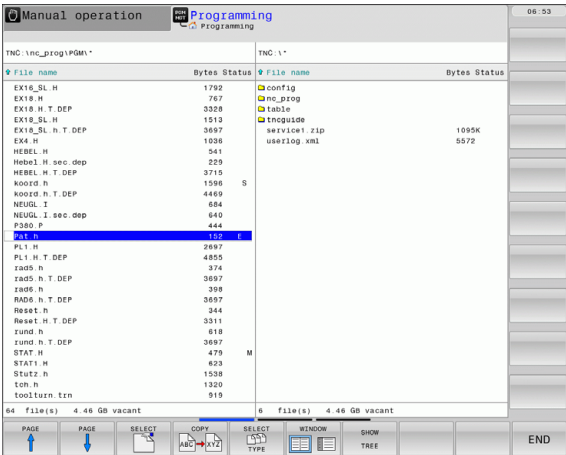 Manual operation
Programming
Programming
06:53
TNC:\nc_prog\PGM\*
TNC:\*
File name Bytes Status
File name Bytes Status
EX16_SL.H 1792
EX18.H 767
EX18.H.T.DEP 3328
EX18_SL.H 1513
EX18_SL.h.T.DEP 3697
EX4.H 1036
HEBEL.H 541
Hebel.H.sec.dep 229
HEBEL.H.T.DEP 3715
koord.h 1596 S
koord.h.T.DEP 4469
NEUGL.I 684
NEUGL.I.sec.dep 640
P380.P 444
Pat.h 152 E
PL1.H 2697
PL1.H.T.DEP 4855
rad5.h 374
rad5.h.T.DEP 3697
rad6.h 398
RAD6.h.T.DEP 3697
Reset.h 344
Reset.H.T.DEP 3311
rund.h 618
rund.h.T.DEP 3697
STAT.H 479 M
STAT1.H 623
Stutz.h 1538
tch.h 1320
toolturn.trn 919
config
nc_prog
table
tncguide
service1.zip 1095K
userlog.xml 5572
64 file(s) 4.46 GB vacant
6 file(s) 4.46 GB vacant
PAGE
PAGE
SELECT
COPY
ABC XYZ
SELECT
TYPE
WINDOW
SHOW
TREE
END